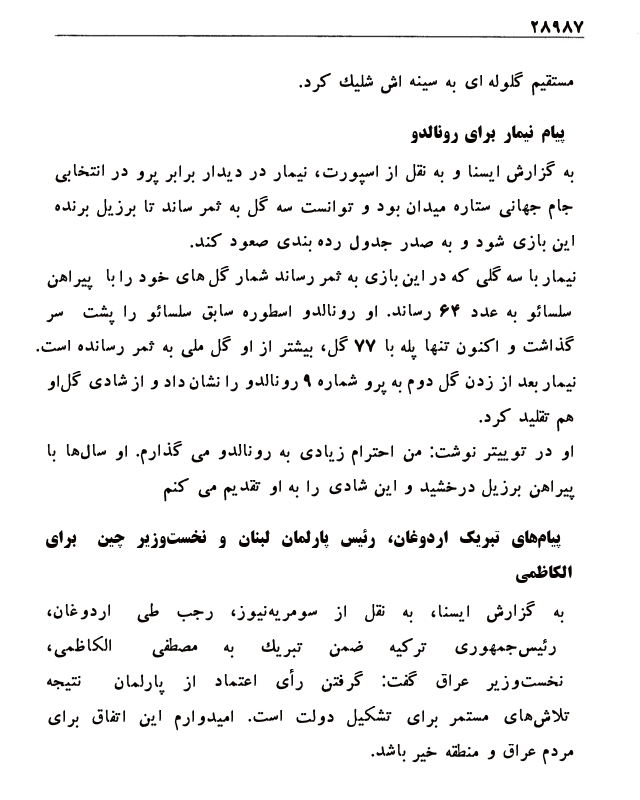 ۲۸۹۸۷
مستقیم گلوله ای به سینه اش شلیك کرد.
پیام نیمار برای رونالدو
به گزارش ایسنا و به نقل از اسپورت، نیمار در دیدار برابر پرو در انتخابی
جام جهانی ستاره میدان بود و توانست سه گل به ثمر ساند تا برزیل برنده
این بازی شود و به صدر جدول رده بندی صعود کند.
نیمار با سه گلی که در این بازی به ثمر رساند شمار گل های خود را با پیراهن
سلسائو به عدد ۶۴ رساند. او رونالدو اسطوره سابق سلسائو را پشت سر
گذاشت و اکنون تنها پله با ۷۷ گل، بیشتر از او گل ملی به ثمر رسانده است.
نیمار بعد از زدن گل دوم به پرو شماره ۹ رونالدو را نشان داد و از شادی گل او
هم تقلید کرد.
او در توییتر نوشت: من احترام زیادی به رونالدو می گذارم. او سال‌ها با
پیراهن برزیل درخشید و این شادی را به او تقدیم می کنم
پیام‌های تبریک اردوغان، رئیس پارلمان لبنان و نخست‌وزیر چین برای
الکاظمی
به گزارش ایسنا، به نقل از سومریه‌نیوز، رجب طی اردوغان،
رئیس‌جمهوری ترکیه ضمن تبریك به مصطفی الکاظمی،
نخست‌وزیر عراق گفت: گرفتن رأی اعتماد از پارلمان نتیجه
تلاش‌های مستمر برای تشکیل دولت است. امیدوارم این اتفاق برای
مردم عراق و منطقه خیر باشد.